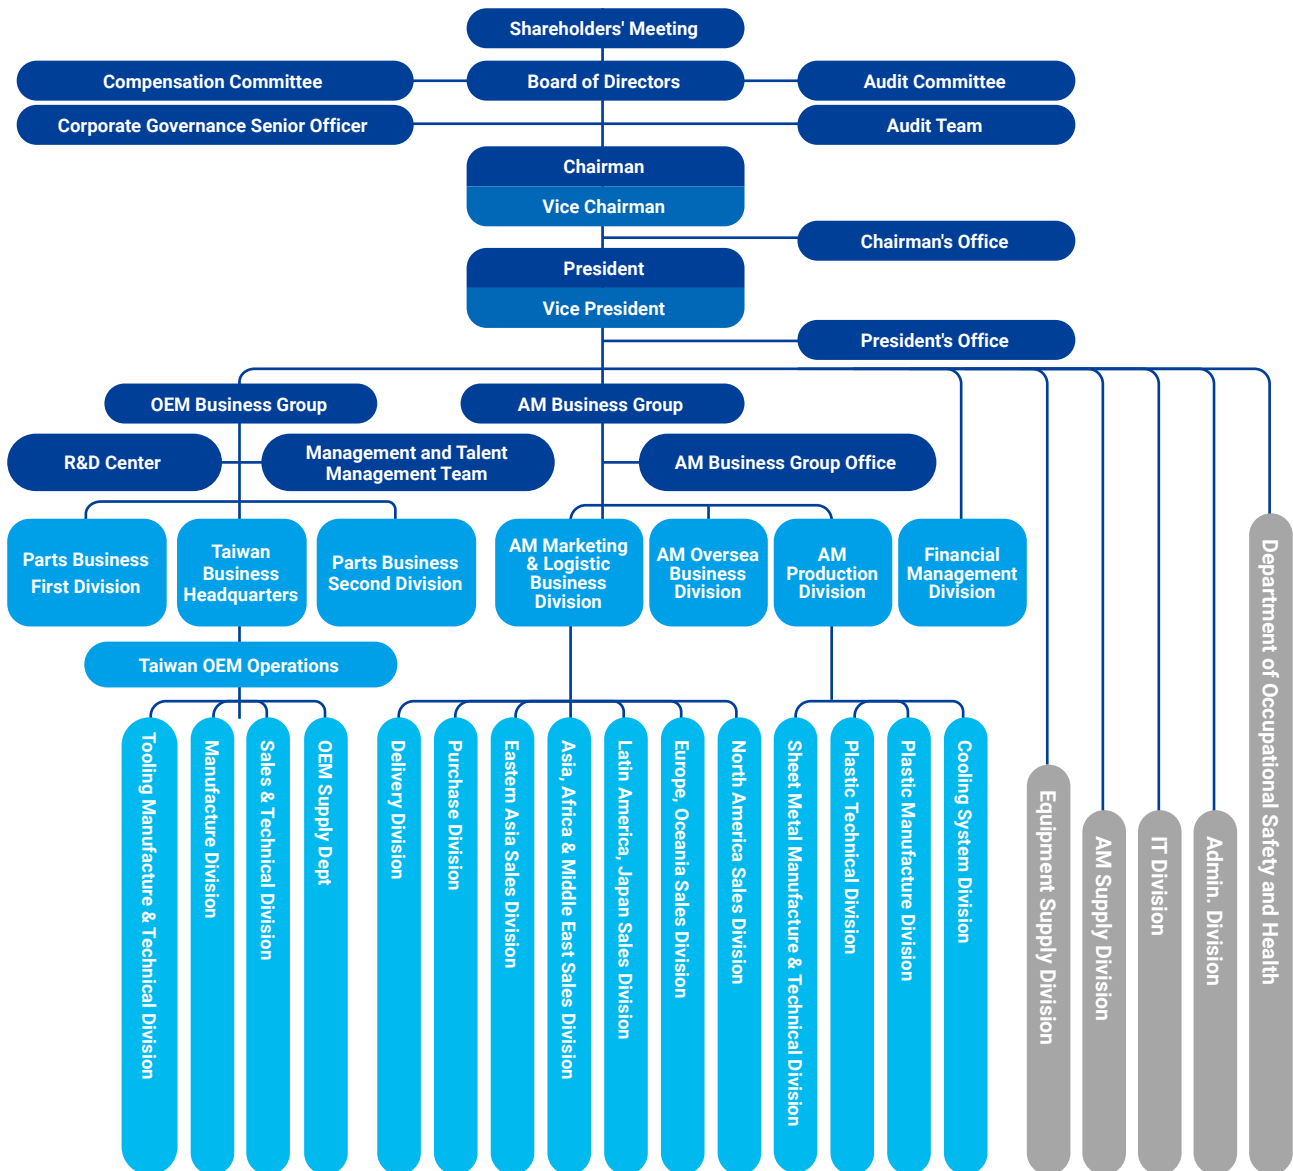 Shareholders' Meeting
Compensation Committee
Board of Directors
Audit Committee
Corporate Governance Senior Officer
Audit Team
Chairman
Vice Chairman
Chairman's Office
President
Vice President
President's Office
OEM Business Group
AM Business Group
R&D Center
Management and Talent
Management Team
AM Business Group Office
Parts Business
First Division
Taiwan
Business
Headquarters
Parts Business
Second Division
AM Marketing
& Logistic
Business
Division
AM Oversea
Business
Division
AM
Production
Division
Financial
Management
Division
Taiwan OEM Operations
Tooling Manufacture & Technical Division
Manufacture Division
Sales & Technical Division
OEM Supply Dept
Delivery Division
Purchase Division
Eastern Asia Sales Division
Asia, Africa & Middle East Sales Division
Latin America, Japan Sales Division
Europe, Oceania Sales Division
North America Sales Division
Sheet Metal Manufacture & Technical Division
Plastic Technical Division
Plastic Manufacture Division
Cooling System Division
Equipment Supply Division
AM Supply Division
IT Division
Admin. Division
Department of Occupational Safety and Health